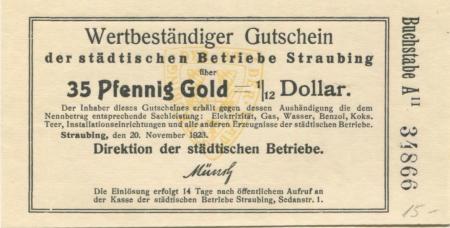 Wertbeständiger Gutschein
der städtischen Betriebe Straubing
über
35 Pfennig Gold = 1/12 Dollar.
Der Inhaber dieses Gutscheines erhält gegen dessen Aushändigung die dem
Nennbetrag entsprechende Sachleistung: Elektrizität, Gas, Wasser, Benzol, Koks.
Teer, Installationseinrichtungen und alle anderen Erzeugnisse der städtischen Betriebe.
Straubing, den 20. November 1923.
Direktion der städtischen Betriebe.
Die Einlösung erfolgt 14 Tage nach öffentlichem Aufruf an
der Kasse der städtischen Betriebe Straubing, Sedanstr. 1.
Buchstabe A II
34866
15 -